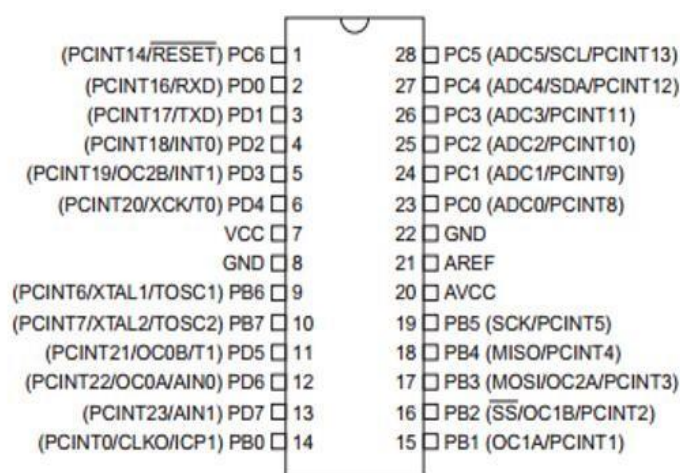 (PCINT14/RESET) PC6 1 28 PC5 (ADC5/SCL/PCINT13)
(PCINT16/RXD) PD0 2 27 PC4 (ADC4/SDA/PCINT12)
(PCINT17/TXD) PD1 3 26 PC3 (ADC3/PCINT11)
(PCINT18/INT0) PD2 4 25 PC2 (ADC2/PCINT10)
(PCINT19/OC2B/INT1) PD3 5 24 PC1 (ADC1/PCINT9)
(PCINT20/XCK/T0) PD4 6 23 PC0 (ADC0/PCINT8)
VCC 7 22 GND
GND 8 21 AREF
(PCINT6/XTAL1/TOSC1) PB6 9 20 AVCC
(PCINT7/XTAL2/TOSC2) PB7 10 19 PB5 (SCK/PCINT5)
(PCINT21/OC0B/T1) PD5 11 18 PB4 (MISO/PCINT4)
(PCINT22/OC0A/AIN0) PD6 12 17 PB3 (MOSI/OC2A/PCINT3)
(PCINT23/AIN1) PD7 13 16 PB2 (SS/OC1B/PCINT2)
(PCINT0/CLKO/ICP1) PB0 14 15 PB1 (OC1A/PCINT1)